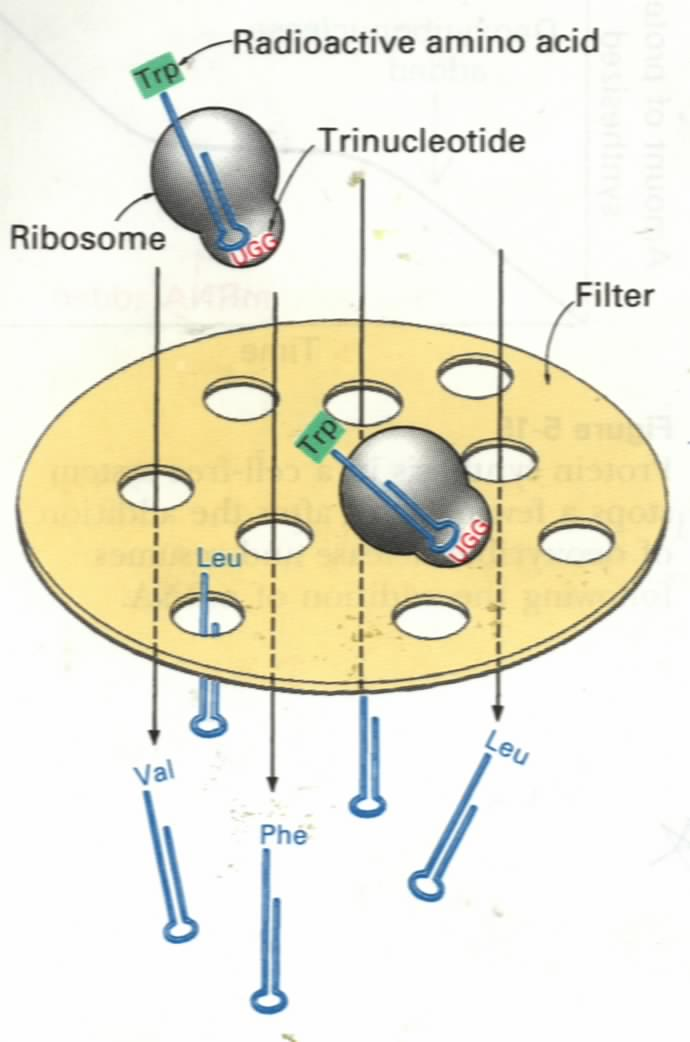 Radioactive amino acid
Trp
Trinucleotide
Ribosome
UGG
Filter
Trp
UGG
Leu
Leu
Val
Phe